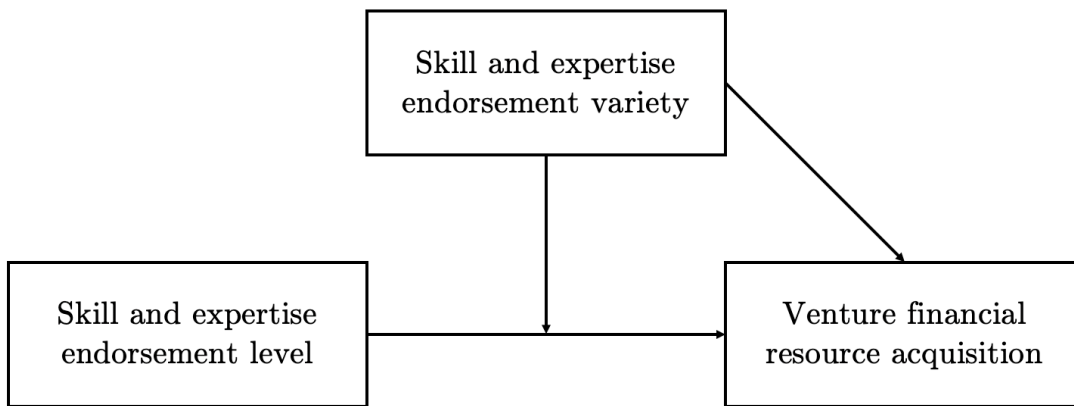 Skill and expertise
endorsement variety
Skill and expertise
endorsement level
Venture financial
resource acquisition